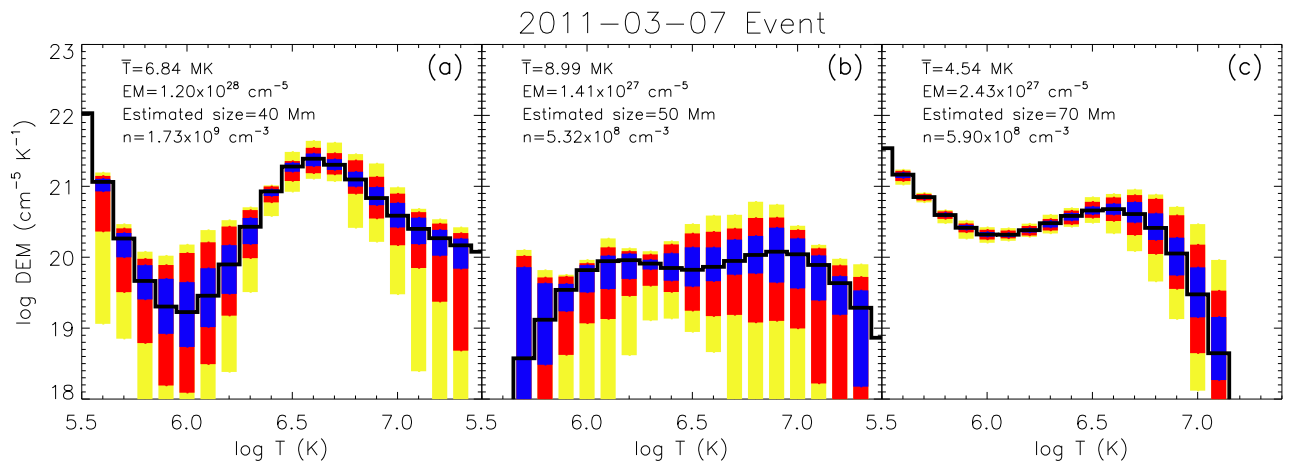 2011−03−07 Event
log DEM (cm⁻⁵ K⁻¹)
23
22
21
20
19
18
(a)
T̅=6.84 MK
EM=1.20x10²⁸ cm⁻⁵
Estimated size=40 Mm
n=1.73x10⁹ cm⁻³
(b)
T̅=8.99 MK
EM=1.41x10²⁷ cm⁻⁵
Estimated size=50 Mm
n=5.32x10⁸ cm⁻³
(c)
T̅=4.54 MK
EM=2.43x10²⁷ cm⁻⁵
Estimated size=70 Mm
n=5.90x10⁸ cm⁻³
5.5 6.0 6.5 7.0 5.5 6.0 6.5 7.0 5.5 6.0 6.5 7.0
log T (K) log T (K) log T (K)